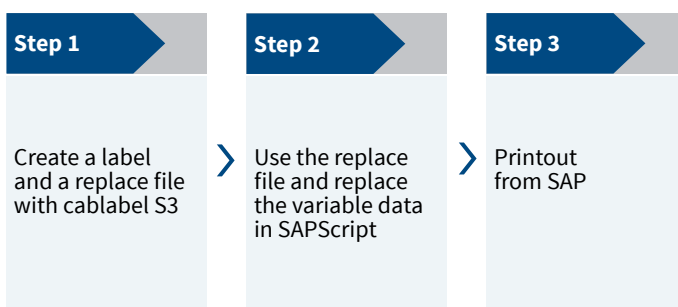 Step 1
Create a label
and a replace file
with cablabel S3
Step 2
Use the replace
file and replace
the variable data
in SAPScript
Step 3
Printout
from SAP